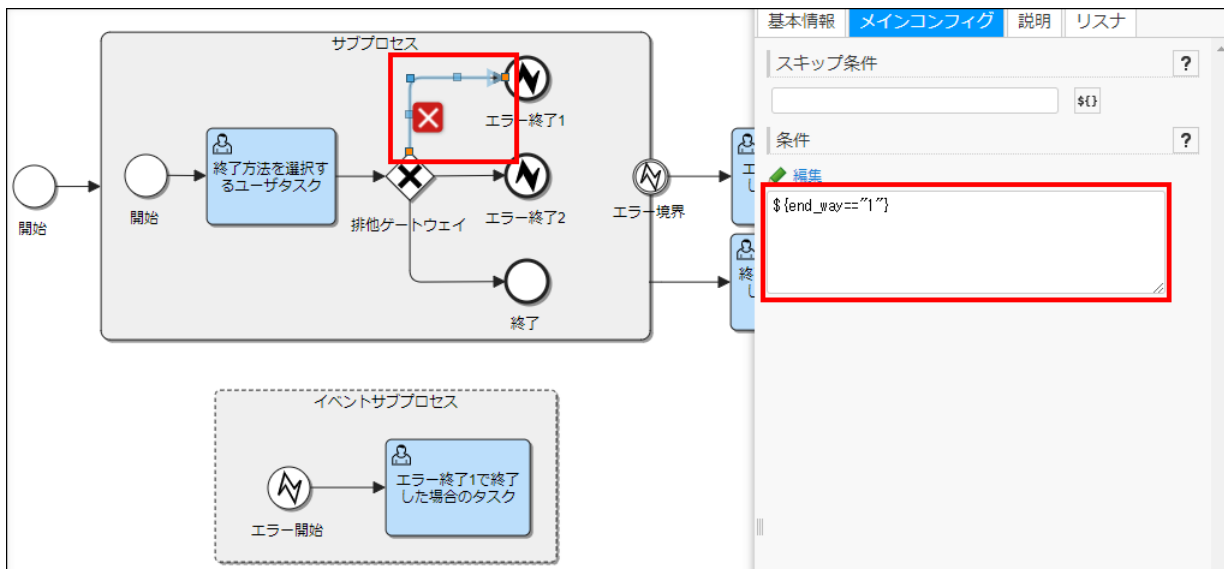 サブプロセス
エラー終了1
終了方法を選択す
るユーザタスク
開始
開始
排他ゲートウェイ
エラー終了2
エラー境界
終了
エ
し
終
し
イベントサブプロセス
エラー終了1で終了
した場合のタスク
エラー開始
基本情報
メインコンフィグ
説明
リスナ
スキップ条件
?
${}
条件
?
編集
${end_way=="1"}